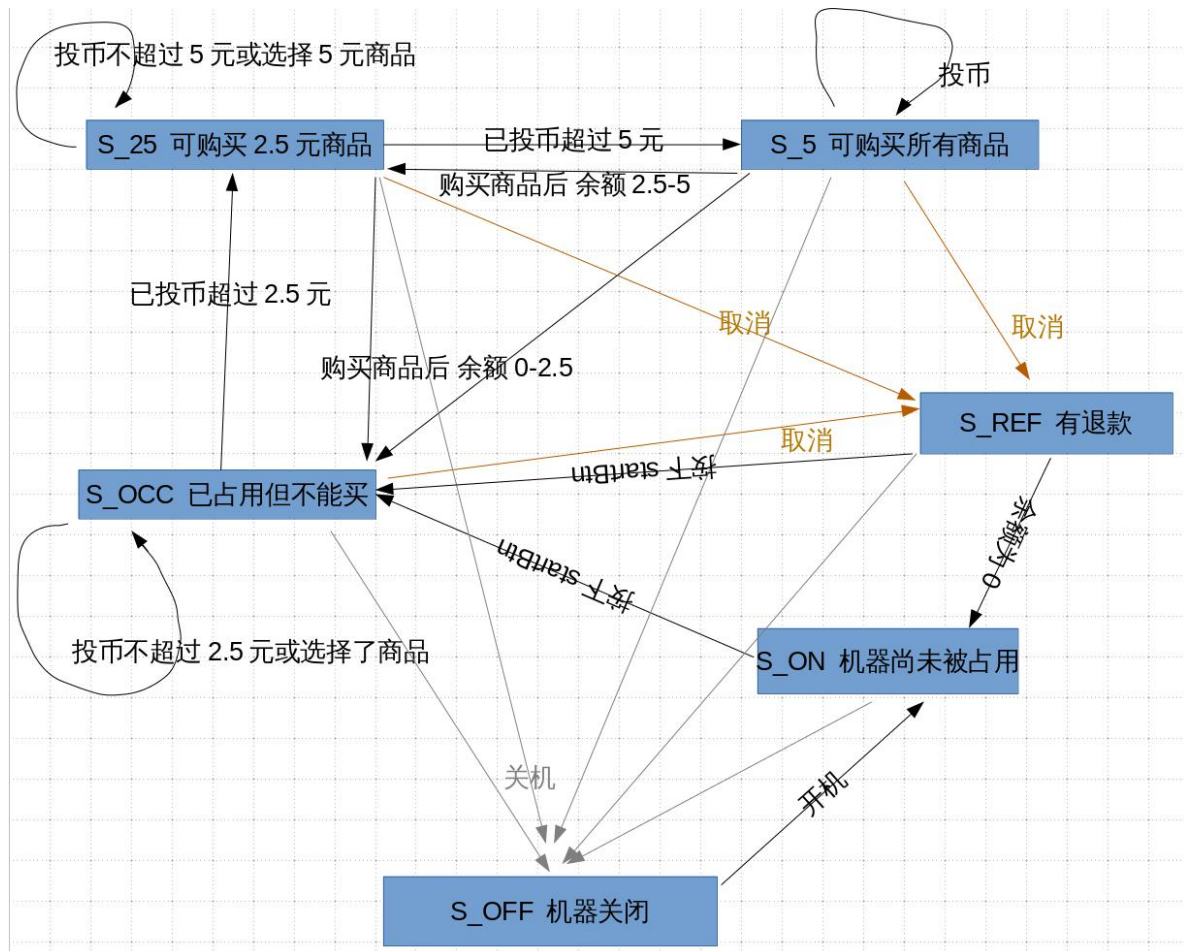 投币不超过 5 元或选择 5 元商品
投币
S_25 可购买 2.5 元商品
已投币超过 5 元
S_5 可购买所有商品
购买商品后 余额 2.5-5
已投币超过 2.5 元
取消
取消
购买商品后 余额 0-2.5
S_REF 有退款
取消
按下 startBtn
S_OCC 已占用但不能买
余额为 0
按下 startBtn
投币不超过 2.5 元或选择了商品
S_ON 机器尚未被占用
关机
开机
S_OFF 机器关闭